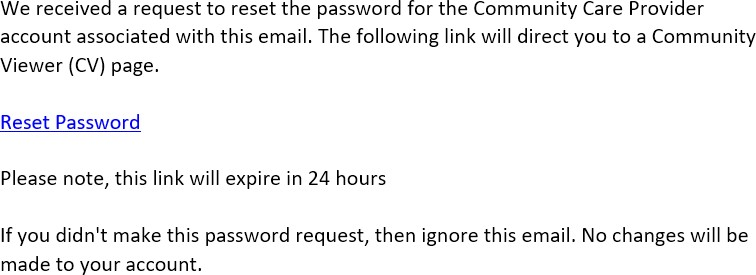 We received a request to reset the password for the Community Care Provider
account associated with this email. The following link will direct you to a Community
Viewer (CV) page.
Reset Password
Please note, this link will expire in 24 hours
If you didn't make this password request, then ignore this email. No changes will be
made to your account.